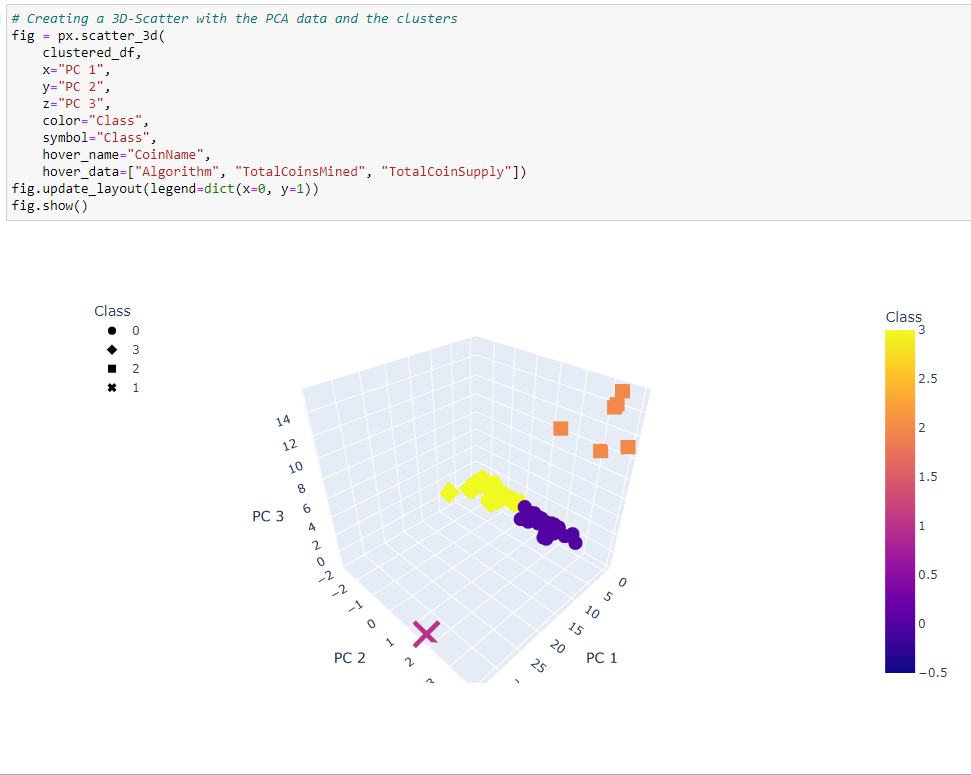 # Creating a 3D-Scatter with the PCA data and the clusters
fig = px.scatter_3d(
    clustered_df,
    x="PC 1",
    y="PC 2",
    z="PC 3",
    color="Class",
    symbol="Class",
    hover_name="CoinName",
    hover_data=["Algorithm", "TotalCoinsMined", "TotalCoinSupply"])
fig.update_layout(legend=dict(x=0, y=1))
fig.show()
Class
0
3
2
1
14
12
10
8
6
4
2
0
−2
PC 3
−2
−1
0
1
2
PC 2
0
5
10
15
20
25
PC 1
Class
3
2.5
2
1.5
1
0.5
0
−0.5